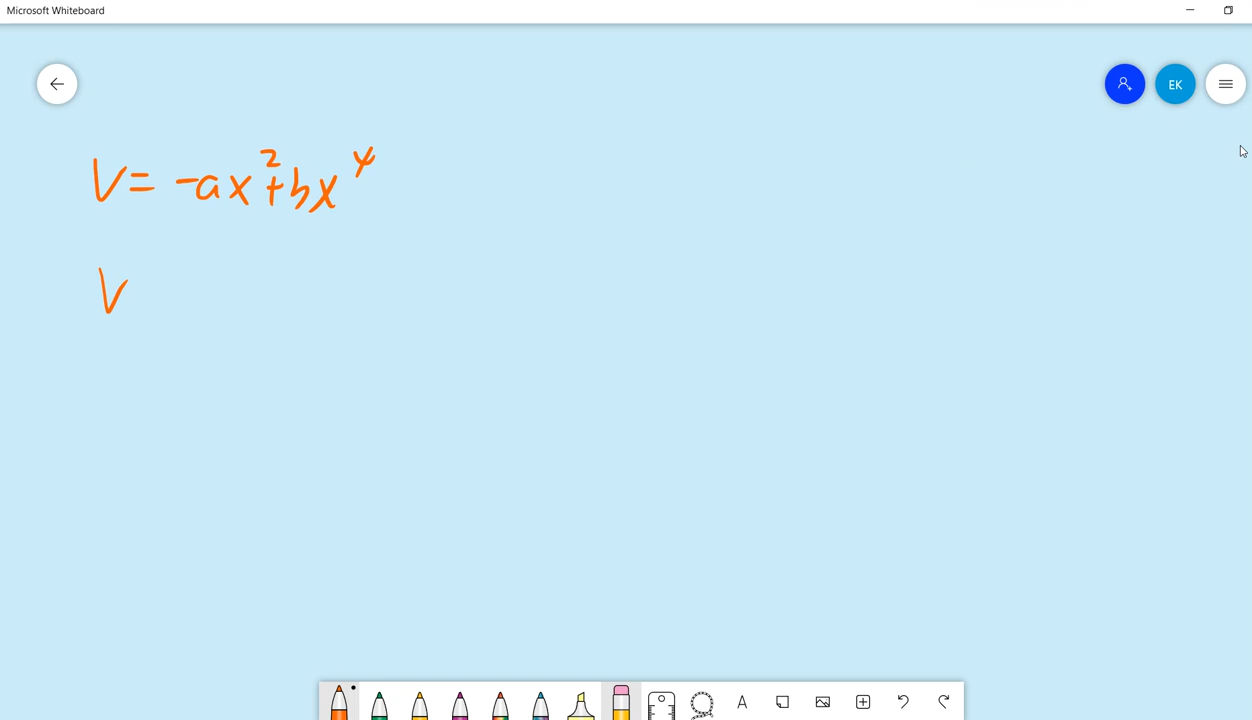 Microsoft Whiteboard
EK
V = -ax²+bx⁴
V
A